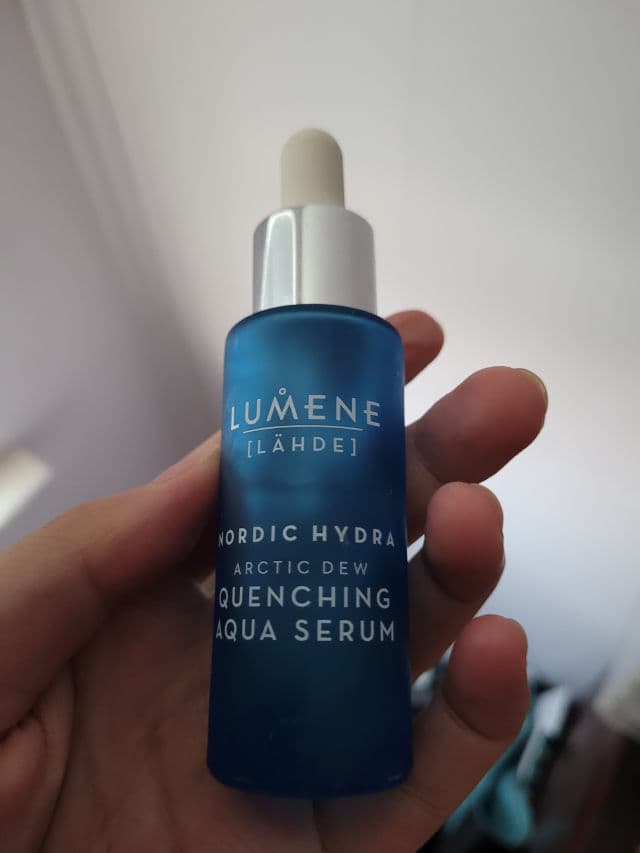 LUMENE
[LÄHDE]
NORDIC HYDRA
ARCTIC DEW
QUENCHING
AQUA SERUM